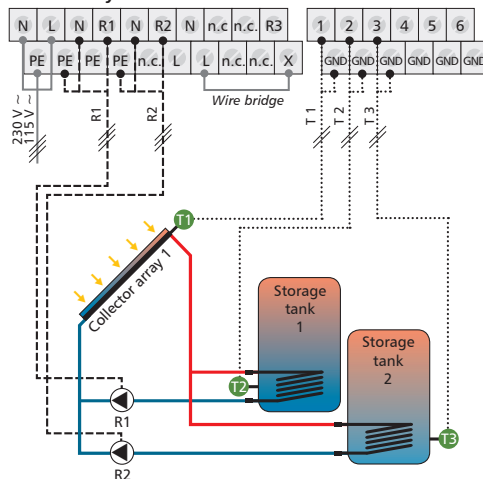 N L N R1 N R2 N n.c n.c. R3 1 2 3 4 5 6
PE PE PE PE n.c. L L n.c. n.c. X GND GND GND GND GND GND
Wire bridge
230 V ~
115 V ~
R1
R2
T 1
T 2
T 3
T1
Collector array 1
Storage
tank
1
Storage
tank
2
T2
R1
T3
R2